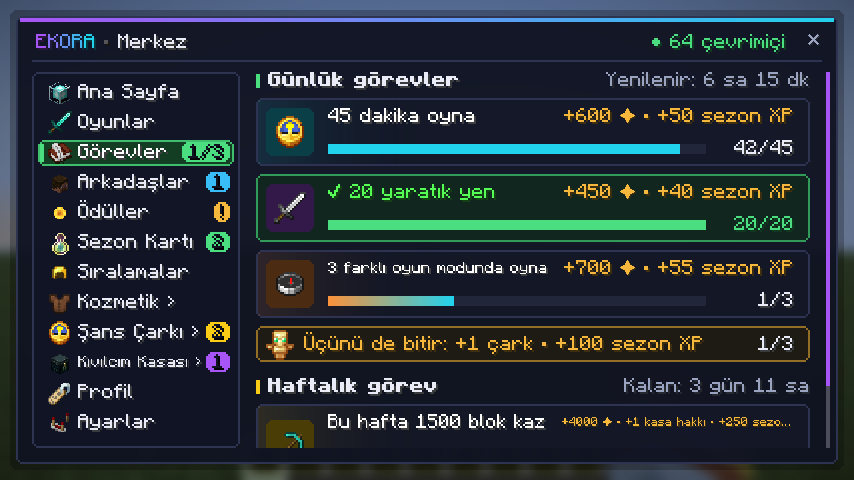 EKORA • Merkez
● 64 çevrimiçi ×
Ana Sayfa
Oyunlar
Görevler 1/3
Arkadaşlar 1
Ödüller !
Sezon Kartı
Sıralamalar
Kozmetik >
Şans Çarkı >
Kıvılcım Kasası > 1
Profil
Ayarlar
Günlük görevler
Yenilenir: 6 sa 15 dk
45 dakika oyna
+600 ✦ • +50 sezon XP
42/45
✓ 20 yaratık yen
+450 ✦ • +40 sezon XP
20/20
3 farklı oyun modunda oyna
+700 ✦ • +55 sezon XP
1/3
Üçünü de bitir: +1 çark • +100 sezon XP
1/3
Haftalık görev
Kalan: 3 gün 11 sa
Bu hafta 1500 blok kaz
+4000 ✦ • +1 kasa hakkı • +250 sezo...